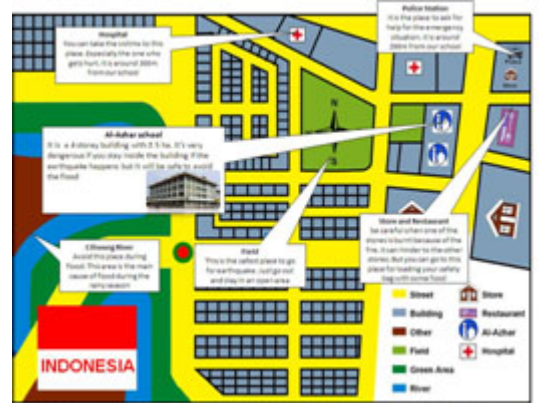 Hospital
You can take the victims to this
place. Especially the one who
gets hurt. It is around 300m
from our school
Police Station
It is the place to ask for
help for the emergency
situation. It is around
from our school
Al-Azhar school
It is a 4 storey building with
dangerous if you stay inside the building if the
earthquake happens, but it will be safe to avoid
the flood
N
S
Ciliwung River
Avoid this place during
flood. This area is the main
cause of flood during the
rainy season
Field
This is the safest place to go
for earthquake. Just go out
and stay in an open area
Store and Restaurant
be careful when one of the
stores is burnt because of the
fire, it can hinder to the other
stores. But you can go to this
place for loading your safety
bag with some food
INDONESIA
Street
Building
Other
Field
Green Area
River
Store
Restaurant
Al-Azhar
Hospital